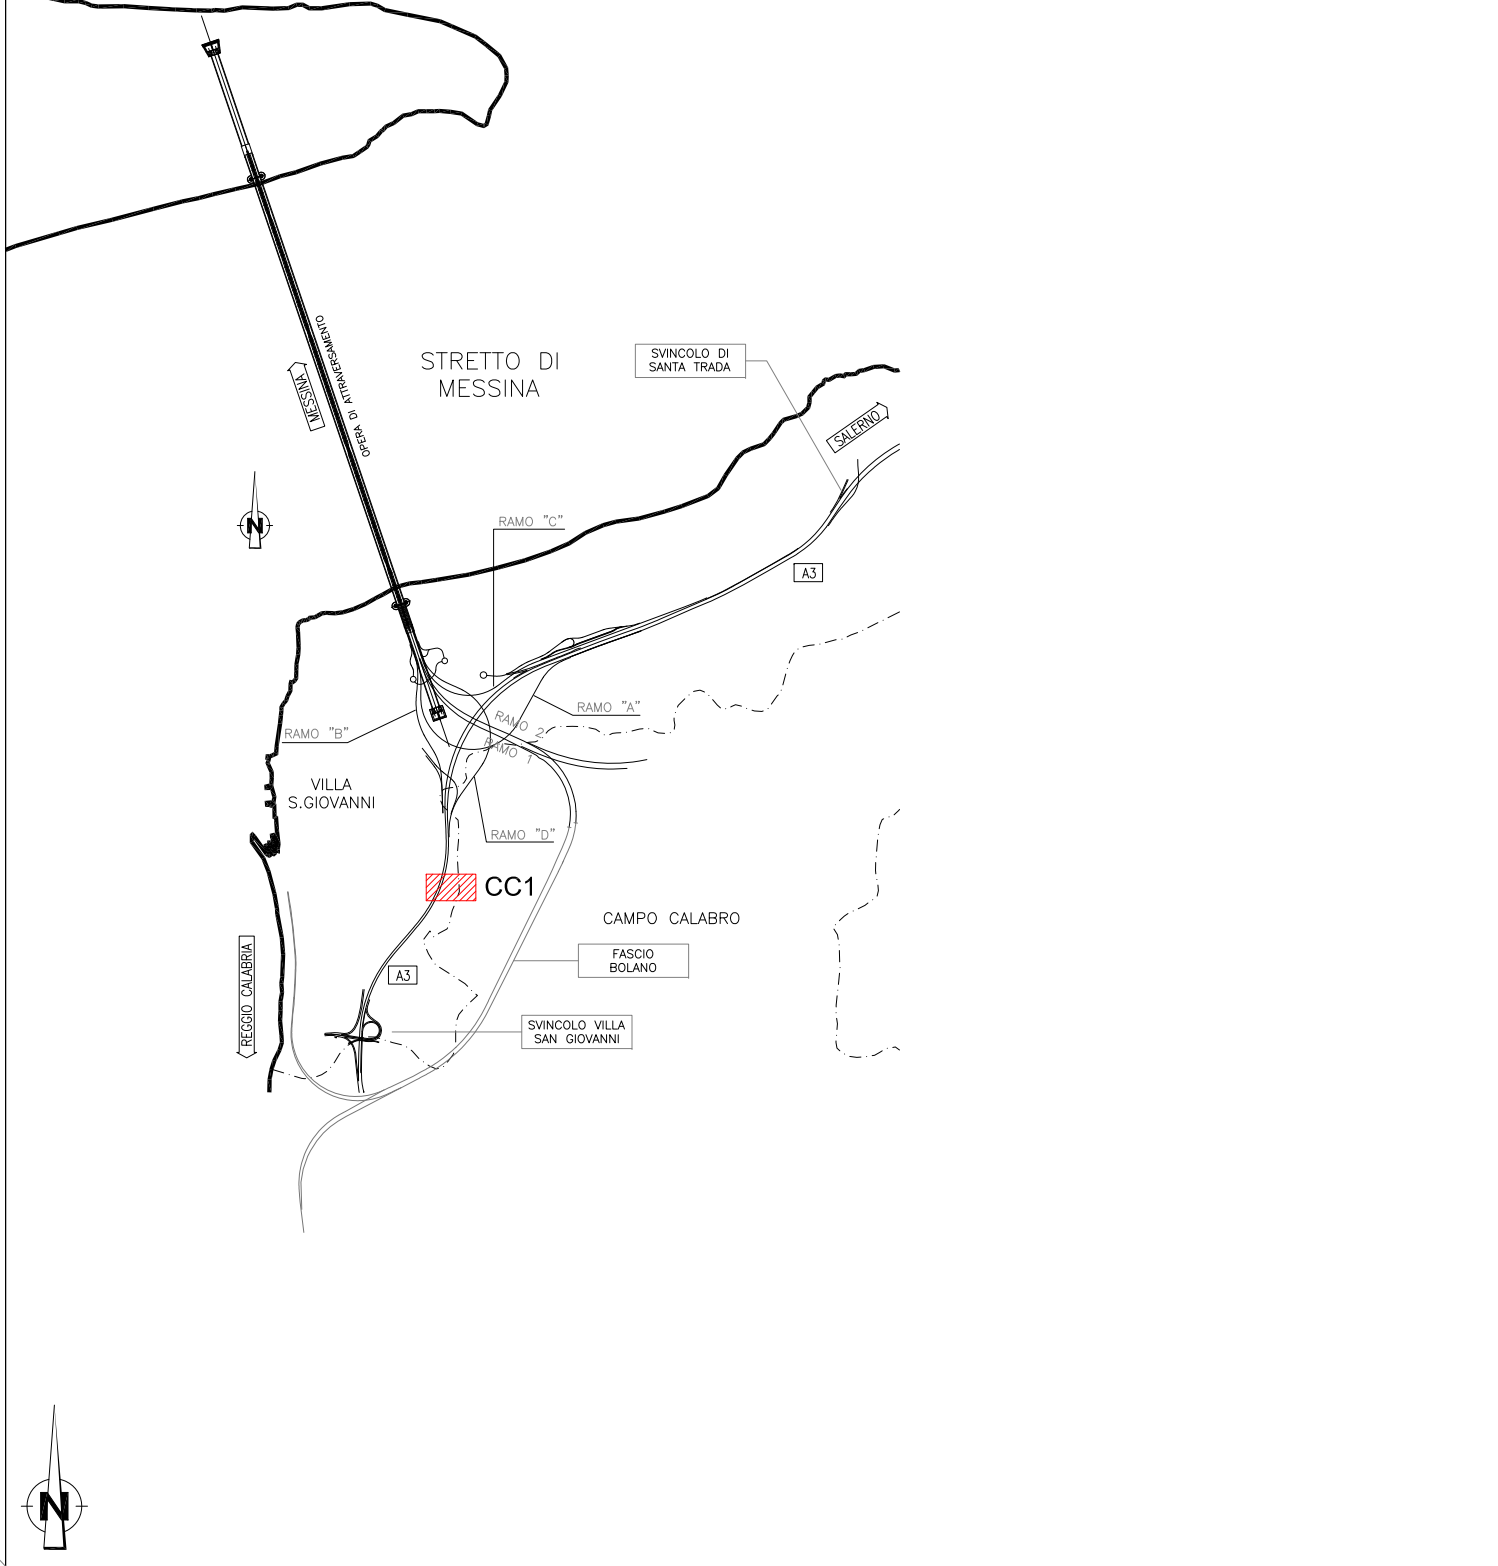 OPERA DI ATTRAVERSAMENTO
MESSINA
STRETTO DI
MESSINA
SVINCOLO DI
SANTA TRADA
SALERNO
N
RAMO "C"
A3
RAMO "A"
RAMO 2
RAMO "B"
RAMO 1
VILLA
S.GIOVANNI
RAMO "D"
CC1
CAMPO CALABRO
FASCIO
BOLANO
A3
REGGIO CALABRIA
SVINCOLO VILLA
SAN GIOVANNI
N